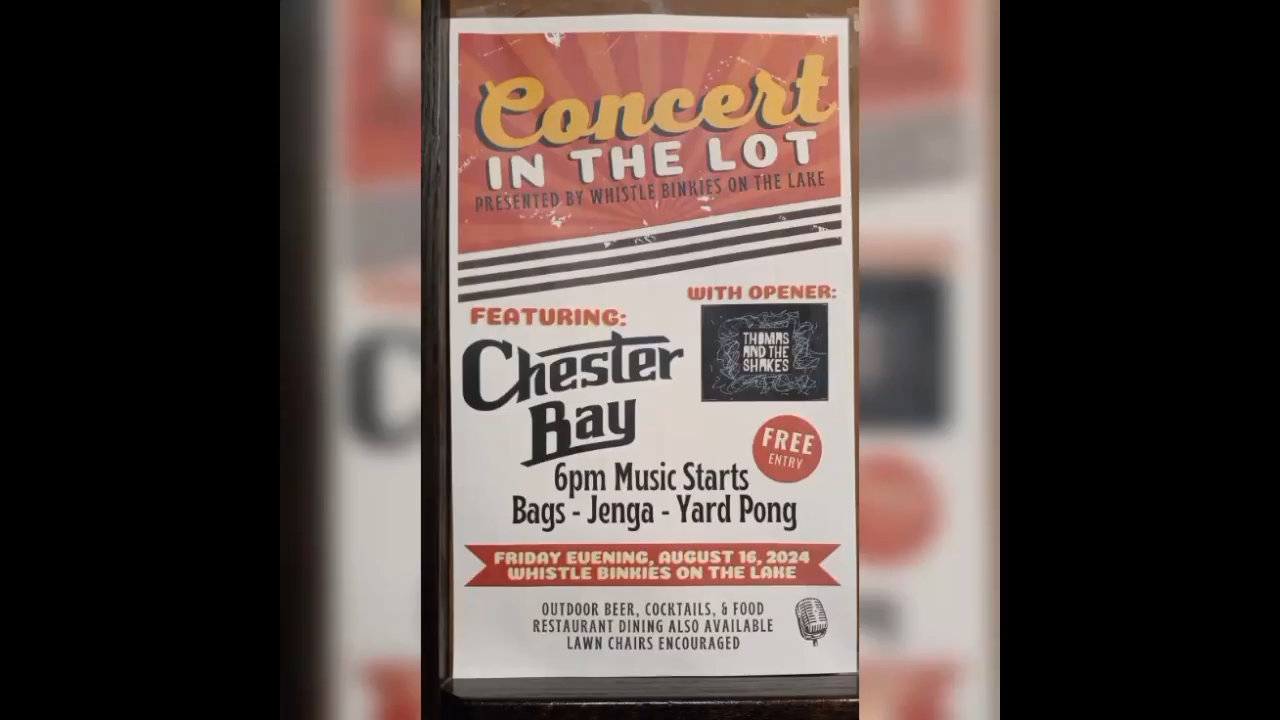 Concert
IN THE LOT
PRESENTED BY WHISTLE BINKIES ON THE LAKE
WITH OPENER:
FEATURING:
THOMAS
AND THE
SHAKES
Chester
Bay
FREE
ENTRY
6pm Music Starts
Bags - Jenga - Yard Pong
FRIDAY EVENING, AUGUST 16, 2024
WHISTLE BINKIES ON THE LAKE
OUTDOOR BEER, COCKTAILS, & FOOD
RESTAURANT DINING ALSO AVAILABLE
LAWN CHAIRS ENCOURAGED